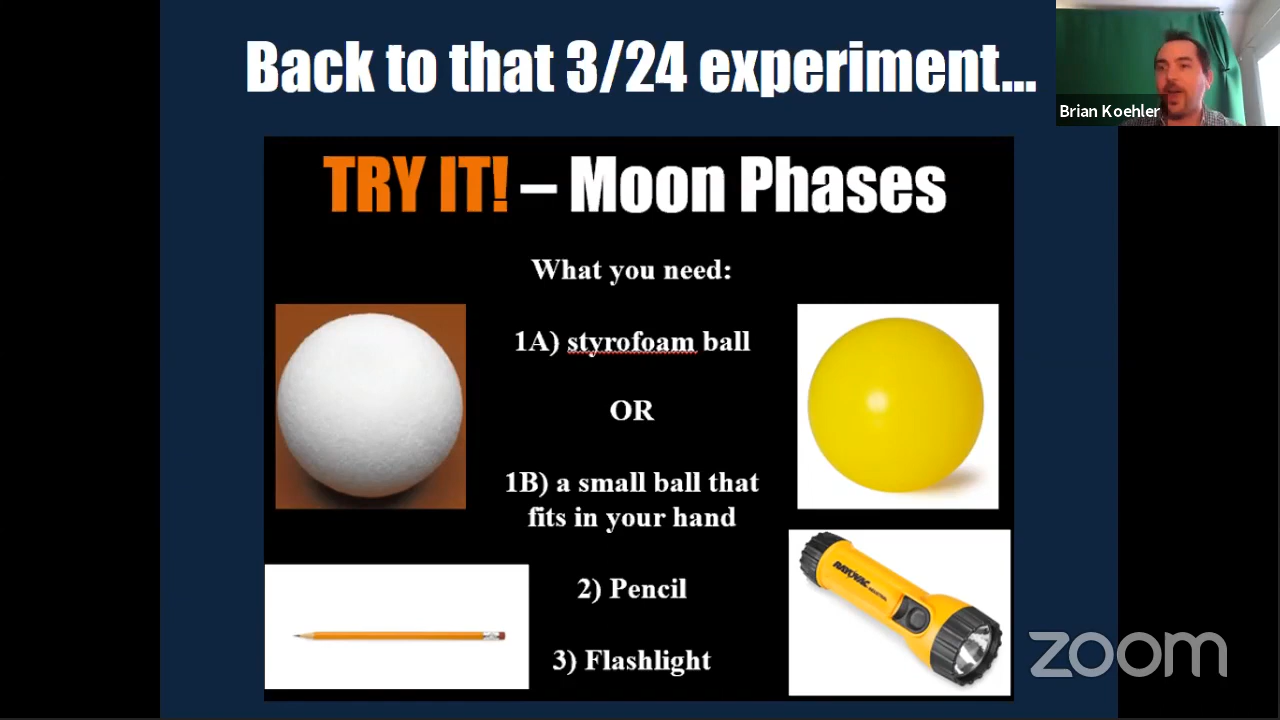 Back to that 3/24 experiment...
Brian Koehler
TRY IT! – Moon Phases
What you need:
1A) styrofoam ball
OR
1B) a small ball that
fits in your hand
2) Pencil
3) Flashlight
RAYOVAC
zoom